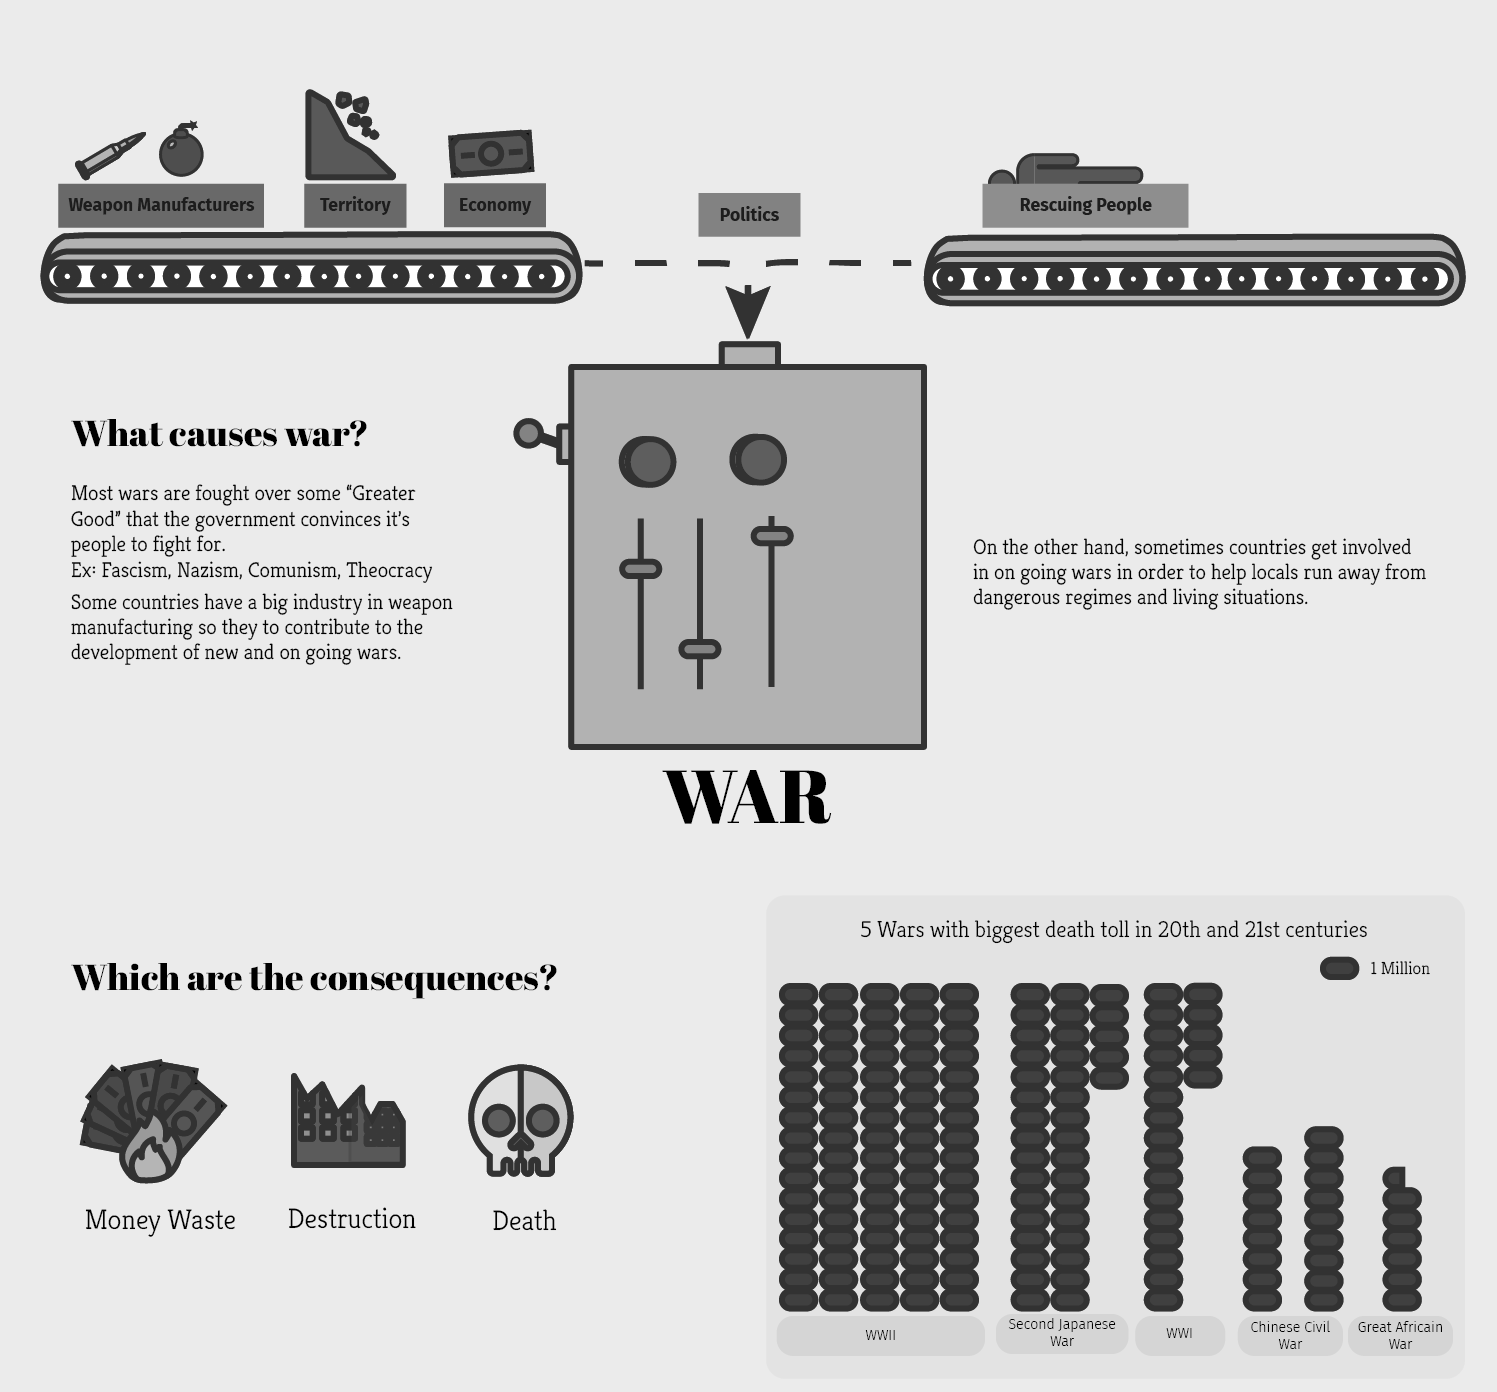 Weapon Manufacturers
Territory
Economy
Politics
Rescuing People
What causes war?
Most wars are fought over some “Greater
Good” that the government convinces it’s
people to fight for.
Ex: Fascism, Nazism, Comunism, Theocracy
Some countries have a big industry in weapon
manufacturing so they to contribute to the
development of new and on going wars.
On the other hand, sometimes countries get involved
in on going wars in order to help locals run away from
dangerous regimes and living situations.
WAR
Which are the consequences?
Money Waste
Destruction
Death
5 Wars with biggest death toll in 20th and 21st centuries
1 Million
WWII
Second Japanese
War
WWI
Chinese Civil
War
Great Africain
War